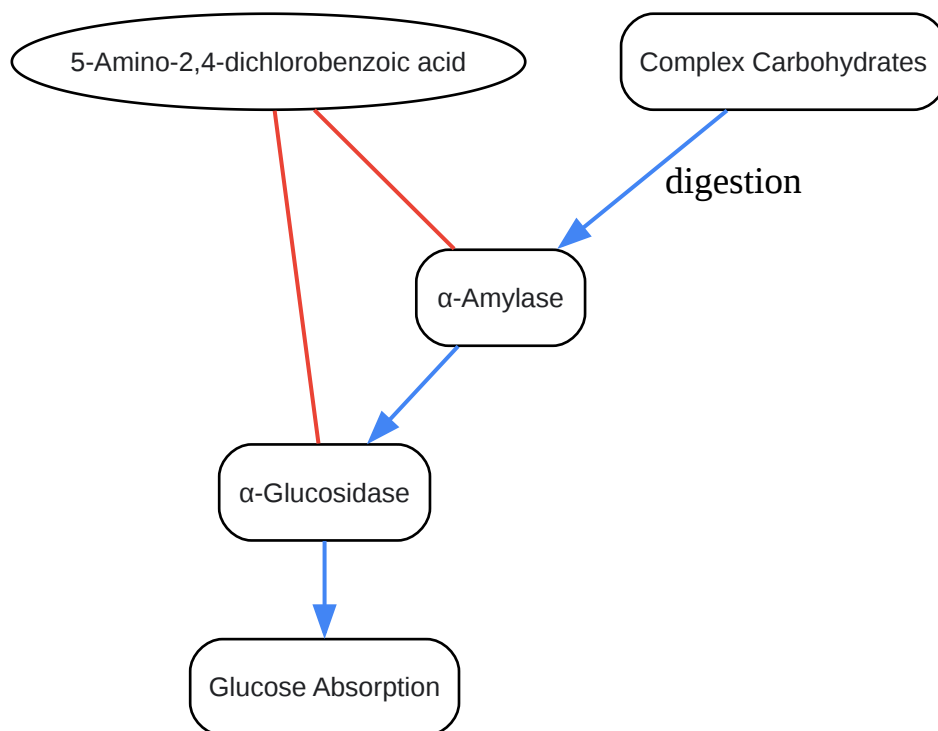 5-Amino-2,4-dichlorobenzoic acid
Complex Carbohydrates
digestion
α-Amylase
α-Glucosidase
Glucose Absorption